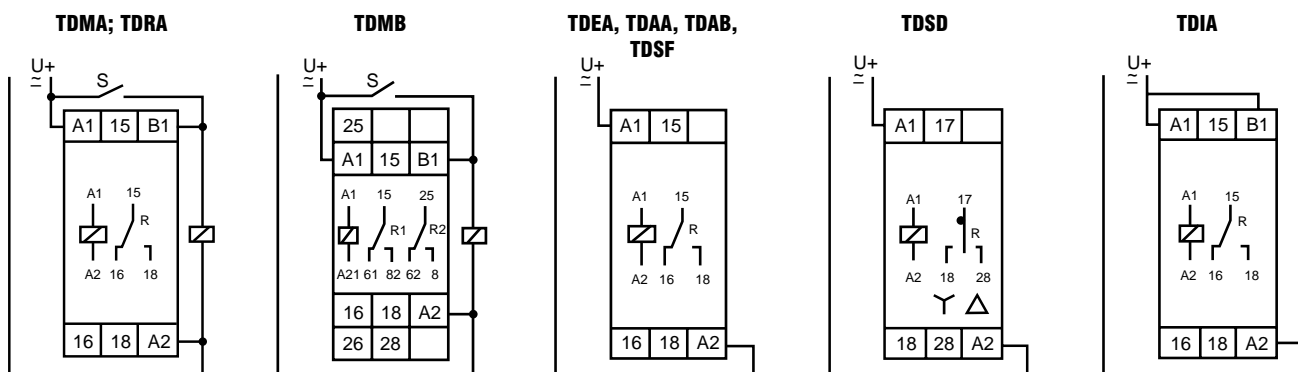 TDMA; TDRA
U+
≃
S
A1 15 B1
A1 15
R
A2 16 18
16 18 A2
TDMB
U+
≃
S
25
A1 15 B1
A1 15 25
R1 R2
A21 61 82 62 8
16 18 A2
26 28
TDEA, TDAA, TDAB,
TDSF
U+
≃
A1 15
A1 15
R
A2 16 18
16 18 A2
TDSD
U+
≃
A1 17
A1 17
R
A2 18 28
18 28 A2
TDIA
U+
≃
A1 15 B1
A1 15
R
A2 16 18
16 18 A2